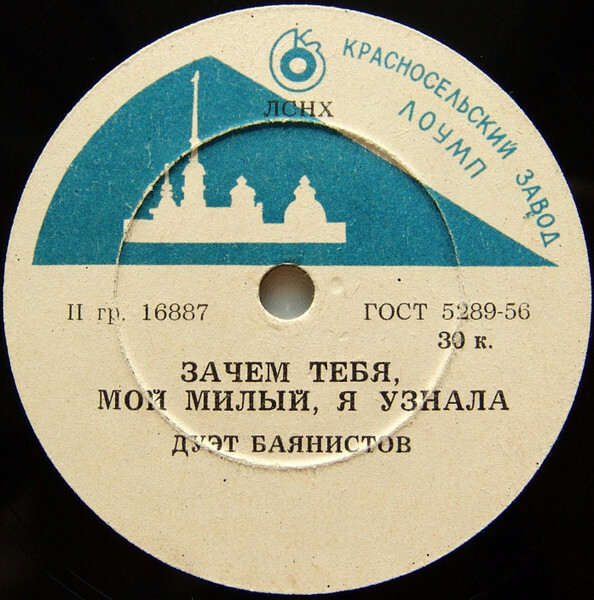 КРАСНОСЕЛЬСКИЙ ЗАВОД
ЛОУМП
ЛСНХ
II гр. 16887
ГОСТ 5289-56
30 к.
ЗАЧЕМ ТЕБЯ,
МОЙ МИЛЫЙ, Я УЗНАЛА
ДУЭТ БАЯНИСТОВ